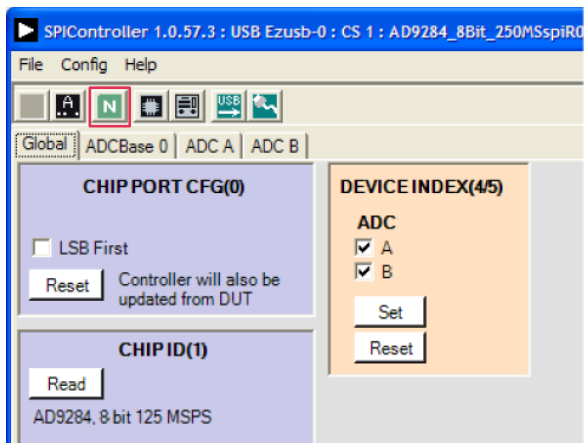 SPIController 1.0.57.3 : USB Ezusb-0 : CS 1 : AD9284_8Bit_250MSspiR0
File Config Help
A
N
USB
Global ADCBase 0 ADC A ADC B
CHIP PORT CFG(0)
LSB First
Reset
Controller will also be
updated from DUT
CHIP ID(1)
Read
AD9284, 8-bit 125 MSPS
DEVICE INDEX(4/5)
ADC
A
B
Set
Reset